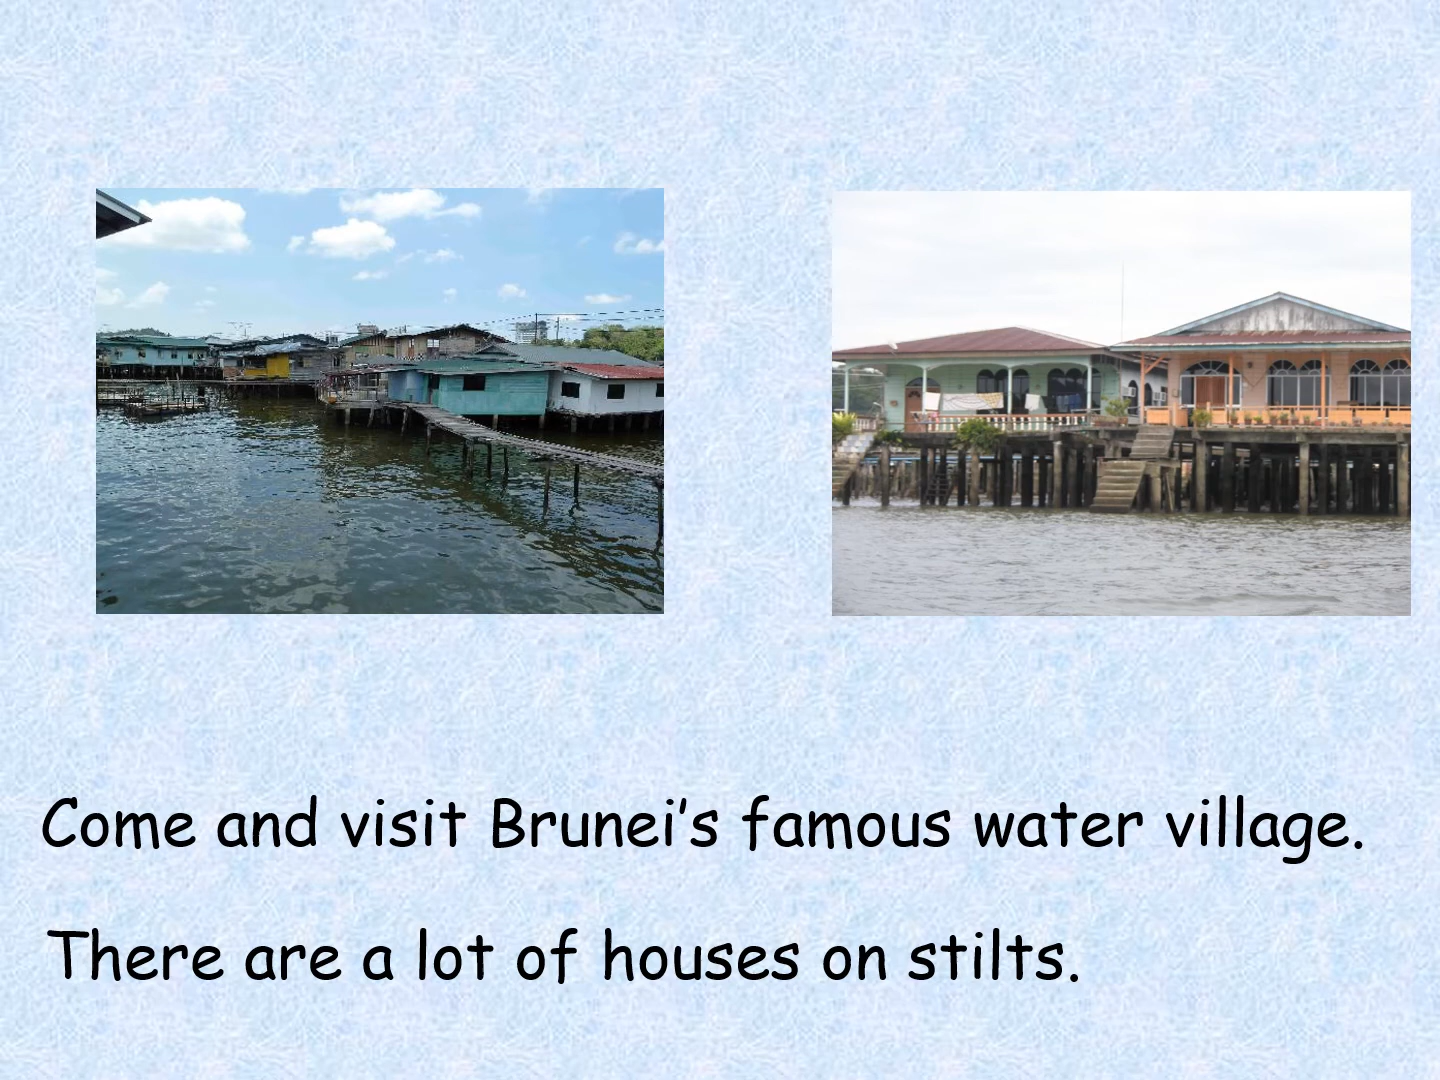 Come and visit Brunei’s famous water village.
There are a lot of houses on stilts.